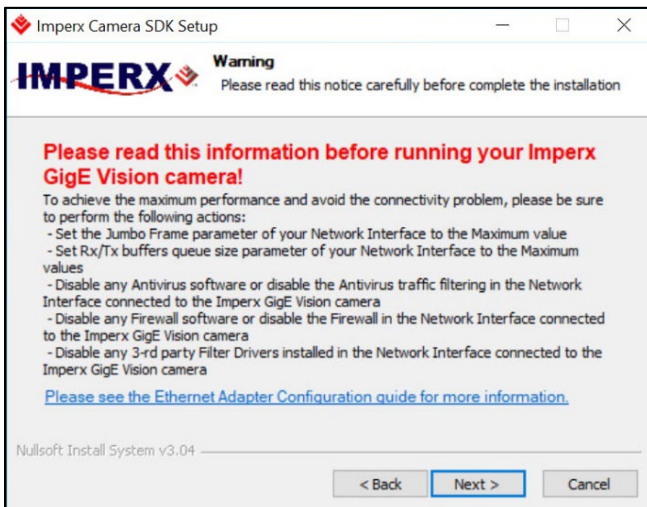 Imperx Camera SDK Setup
IMPERX
Warning
Please read this notice carefully before complete the installation
Please read this information before running your Imperx
GigE Vision camera!
To achieve the maximum performance and avoid the connectivity problem, please be sure
to perform the following actions:
- Set the Jumbo Frame parameter of your Network Interface to the Maximum value
- Set Rx/Tx buffers queue size parameter of your Network Interface to the Maximum
values
- Disable any Antivirus software or disable the Antivirus traffic filtering in the Network
Interface connected to the Imperx GigE Vision camera
- Disable any Firewall software or disable the Firewall in the Network Interface connected
to the Imperx GigE Vision camera
- Disable any 3-rd party Filter Drivers installed in the Network Interface connected to the
Imperx GigE Vision camera
Please see the Ethernet Adapter Configuration guide for more information.
Nullsoft Install System v3.04
< Back Next > Cancel